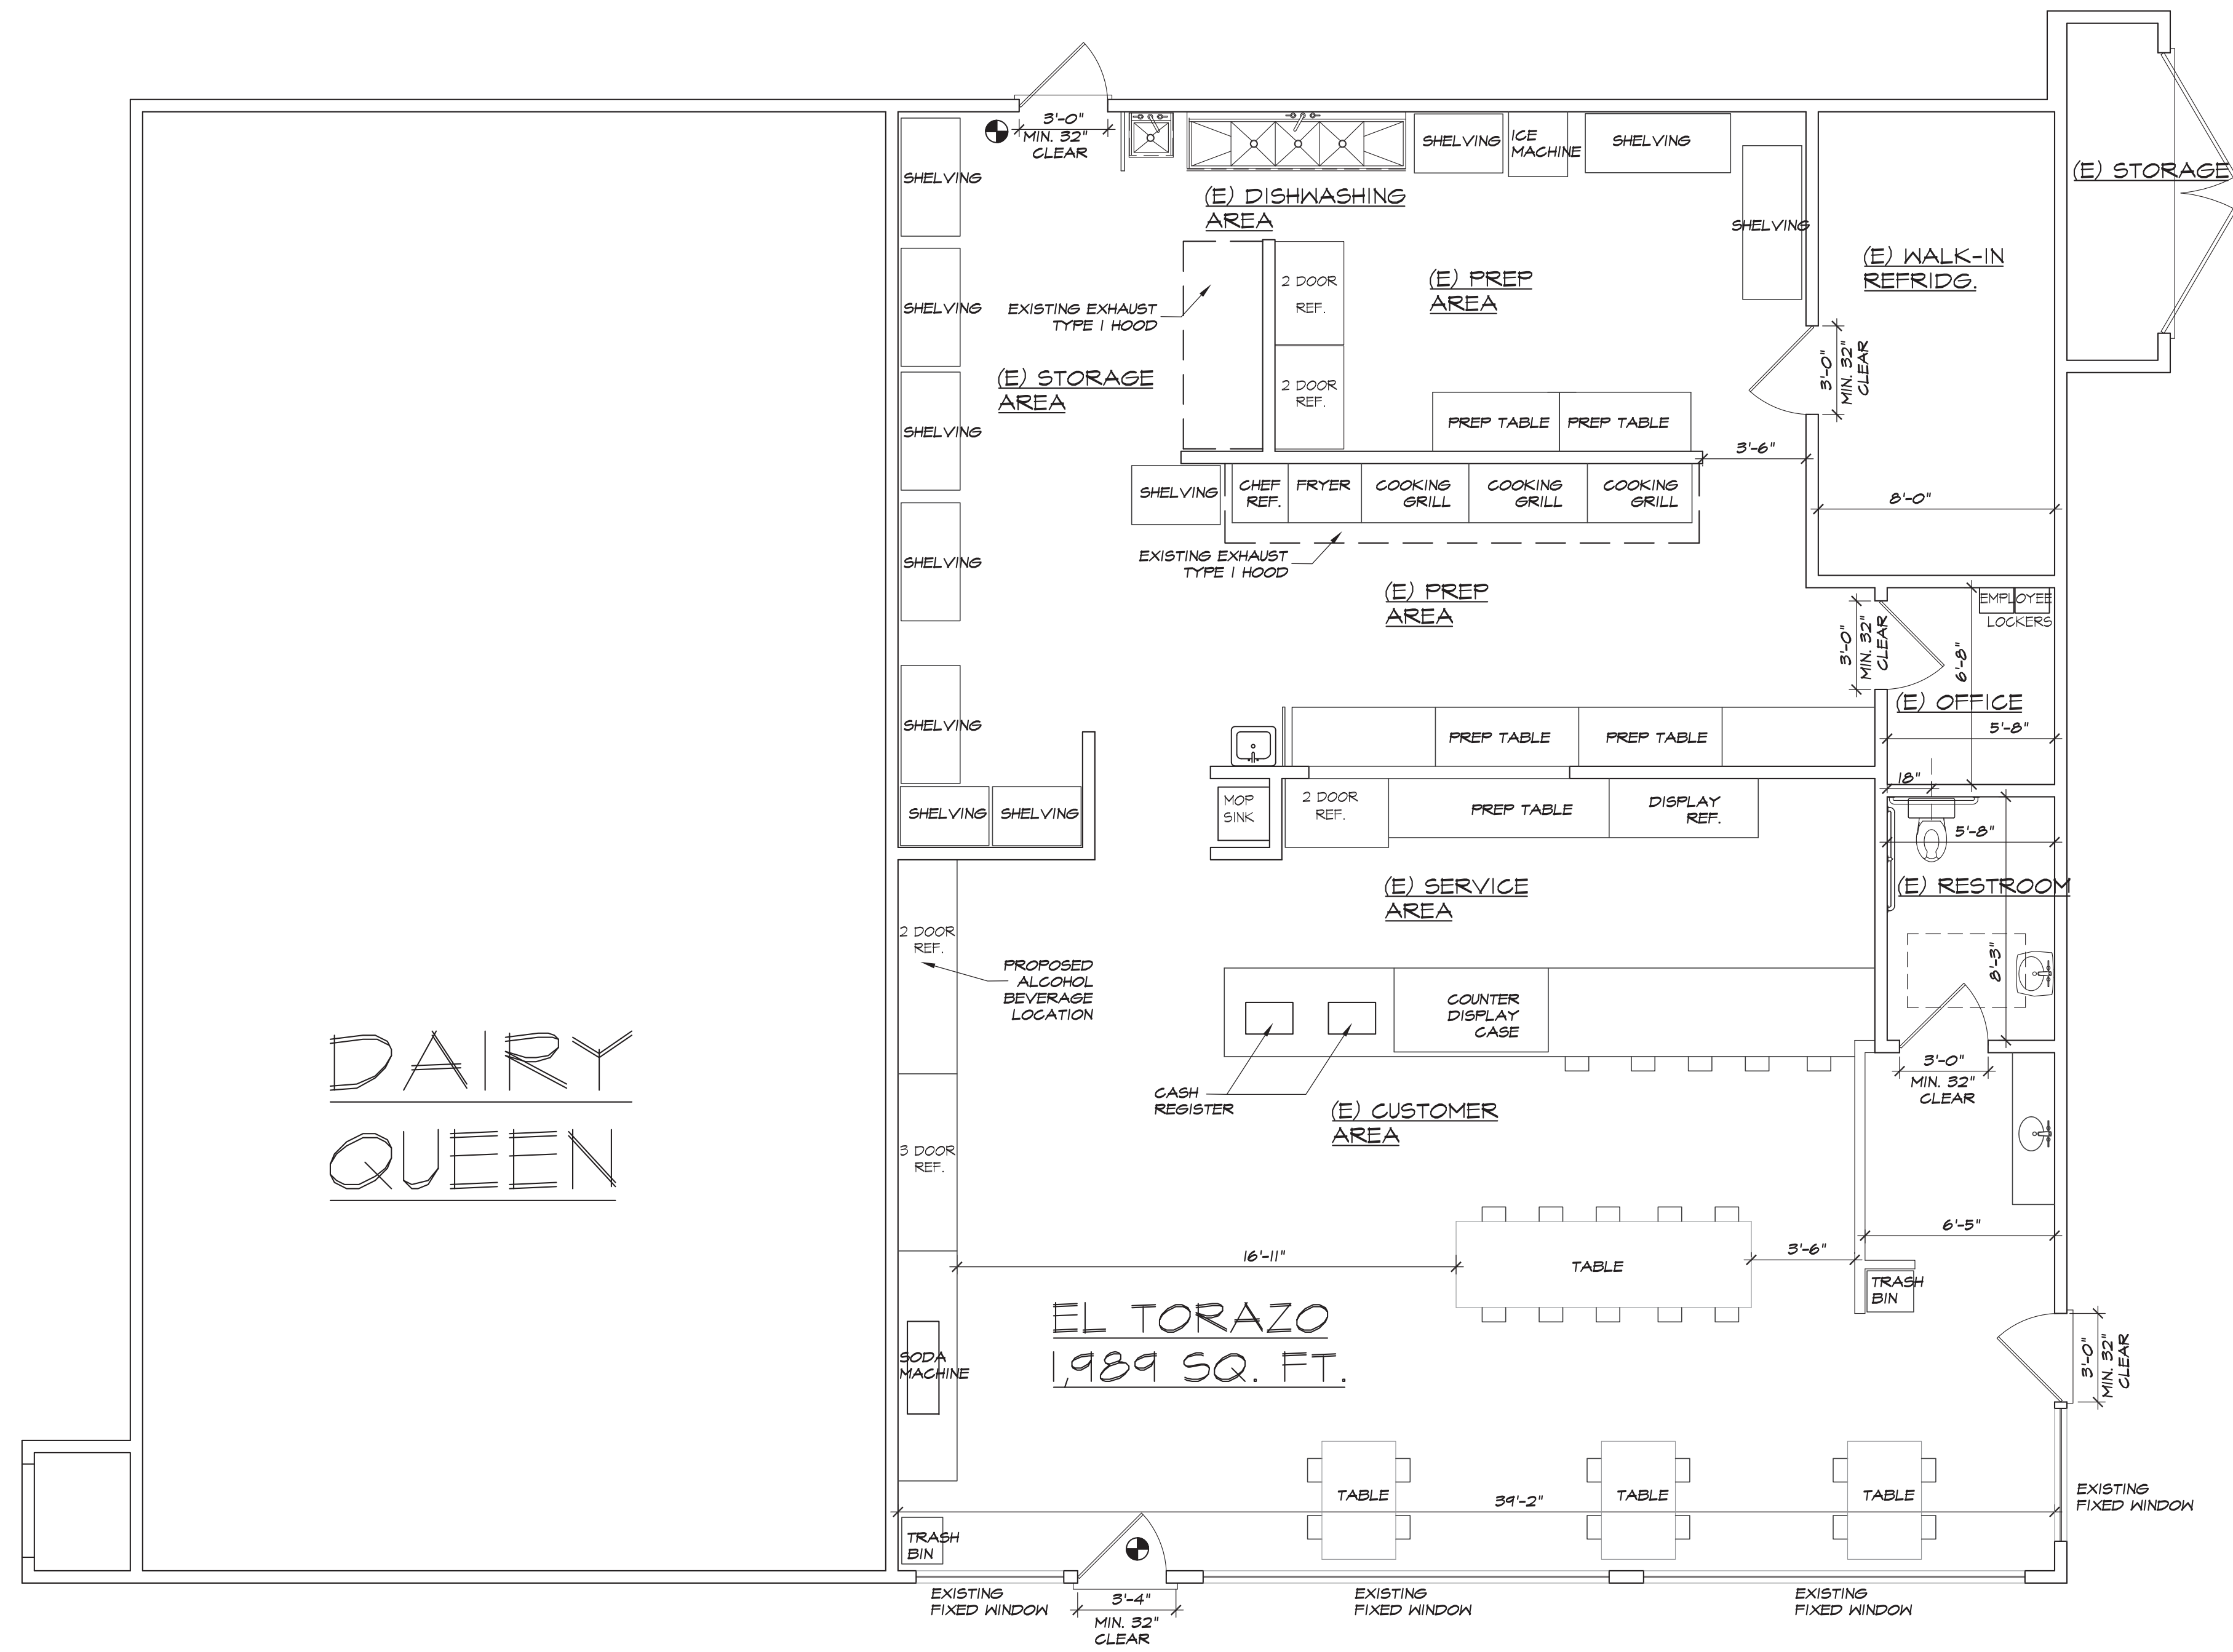 3'-0"
MIN. 32"
CLEAR
SHELVING
ICE
MACHINE
SHELVING
(E) STORAGE
SHELVING
(E) DISHWASHING
AREA
SHELVING
(E) WALK-IN
REFRIDG.
2 DOOR
REF.
(E) PREP
AREA
SHELVING
EXISTING EXHAUST
TYPE I HOOD
3'-0"
MIN. 32"
CLEAR
(E) STORAGE
AREA
2 DOOR
REF.
SHELVING
PREP TABLE
PREP TABLE
3'-6"
SHELVING
CHEF
REF.
FRYER
COOKING
GRILL
COOKING
GRILL
COOKING
GRILL
8'-0"
SHELVING
EXISTING EXHAUST
TYPE I HOOD
(E) PREP
AREA
EMPLOYEE
LOCKERS
3'-0"
MIN. 32"
CLEAR
6'-8"
(E) OFFICE
5'-8"
SHELVING
PREP TABLE
PREP TABLE
18"
SHELVING
SHELVING
MOP
SINK
2 DOOR
REF.
PREP TABLE
DISPLAY
REF.
5'-8"
(E) SERVICE
AREA
(E) RESTROOM
2 DOOR
REF.
PROPOSED
ALCOHOL
BEVERAGE
LOCATION
8'-3"
COUNTER
DISPLAY
CASE
DAIRY
QUEEN
CASH
REGISTER
(E) CUSTOMER
AREA
3'-0"
MIN. 32"
CLEAR
3 DOOR
REF.
6'-5"
16'-11"
TABLE
3'-6"
TRASH
BIN
EL TORAZO
1,989 SQ. FT.
SODA
MACHINE
3'-0"
MIN. 32"
CLEAR
TABLE
39'-2"
TABLE
TABLE
EXISTING
FIXED WINDOW
TRASH
BIN
EXISTING
FIXED WINDOW
3'-4"
MIN. 32"
CLEAR
EXISTING
FIXED WINDOW
EXISTING
FIXED WINDOW